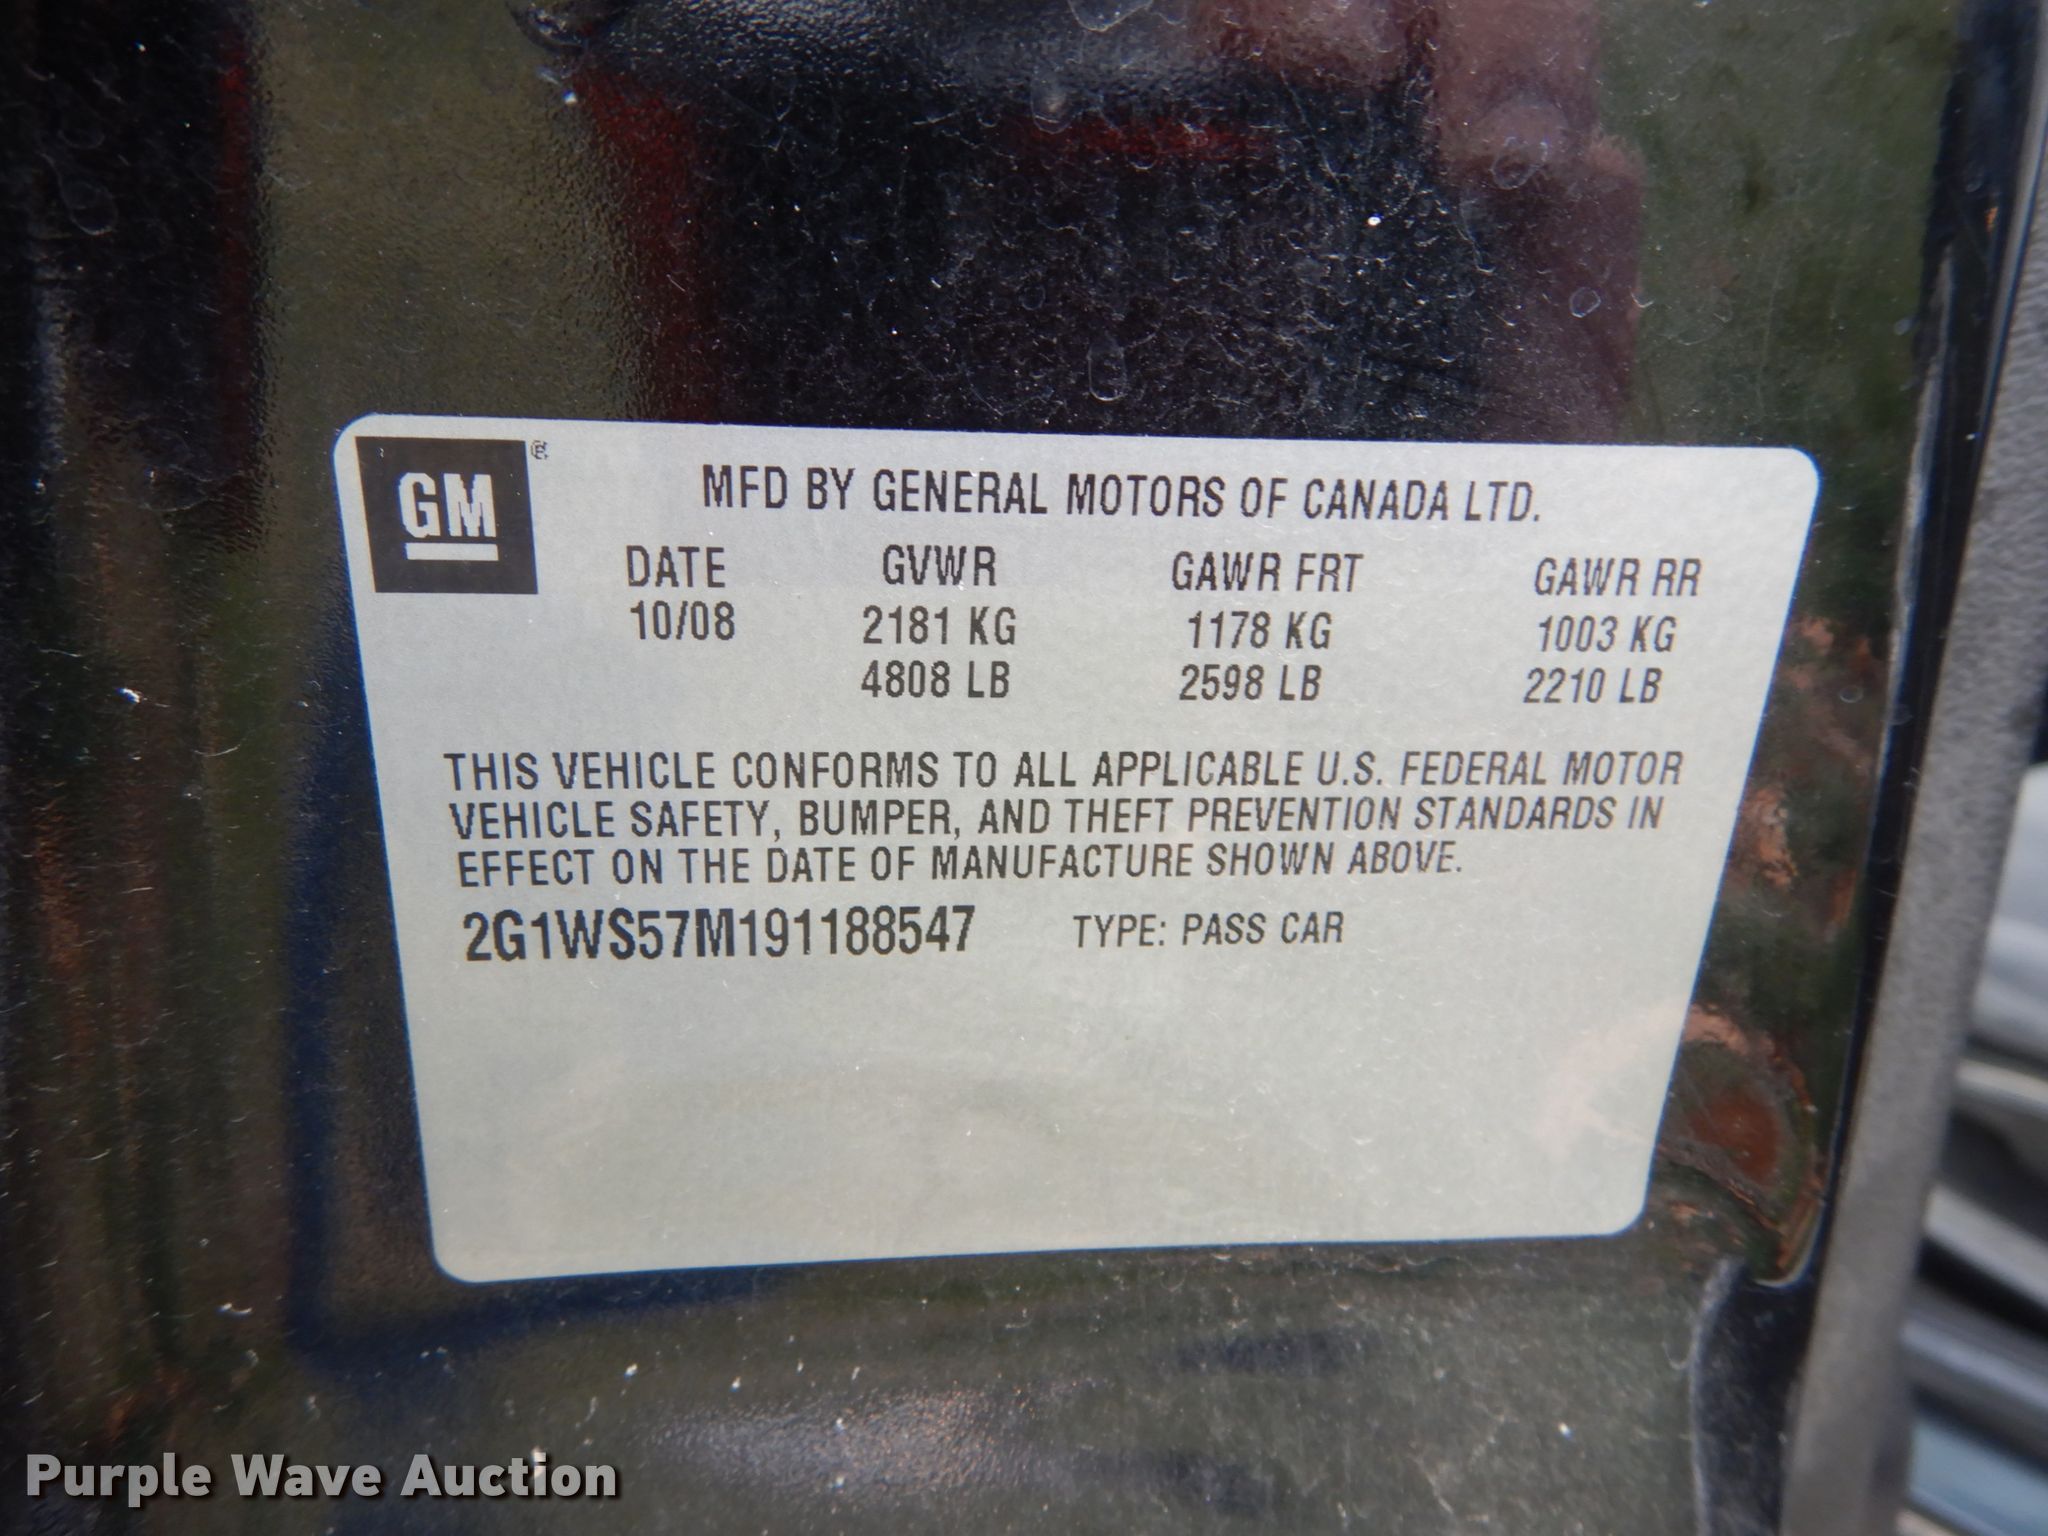 GM ®
MFD BY GENERAL MOTORS OF CANADA LTD.
DATE GVWR GAWR FRT GAWR RR
10/08 2181 KG 1178 KG 1003 KG
4808 LB 2598 LB 2210 LB
THIS VEHICLE CONFORMS TO ALL APPLICABLE U.S. FEDERAL MOTOR
VEHICLE SAFETY, BUMPER, AND THEFT PREVENTION STANDARDS IN
EFFECT ON THE DATE OF MANUFACTURE SHOWN ABOVE.
2G1WS57M191188547 TYPE: PASS CAR
Purple Wave Auction